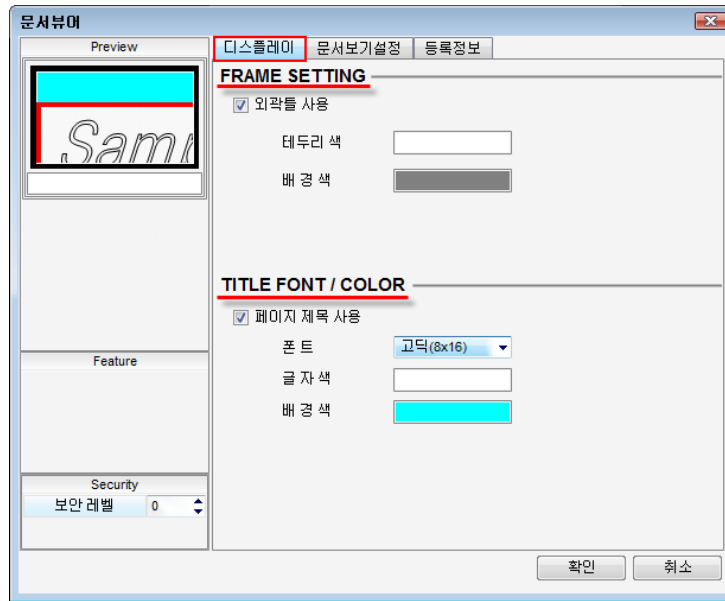 문서뷰어
Preview
Feature
Security
보안 레벨 0
디스플레이 문서보기설정 등록정보
FRAME SETTING
외곽틀 사용
테두리 색
배 경 색
TITLE FONT / COLOR
페이지 제목 사용
폰 트 고딕(8x16)
글 자 색
배 경 색
확인 취소